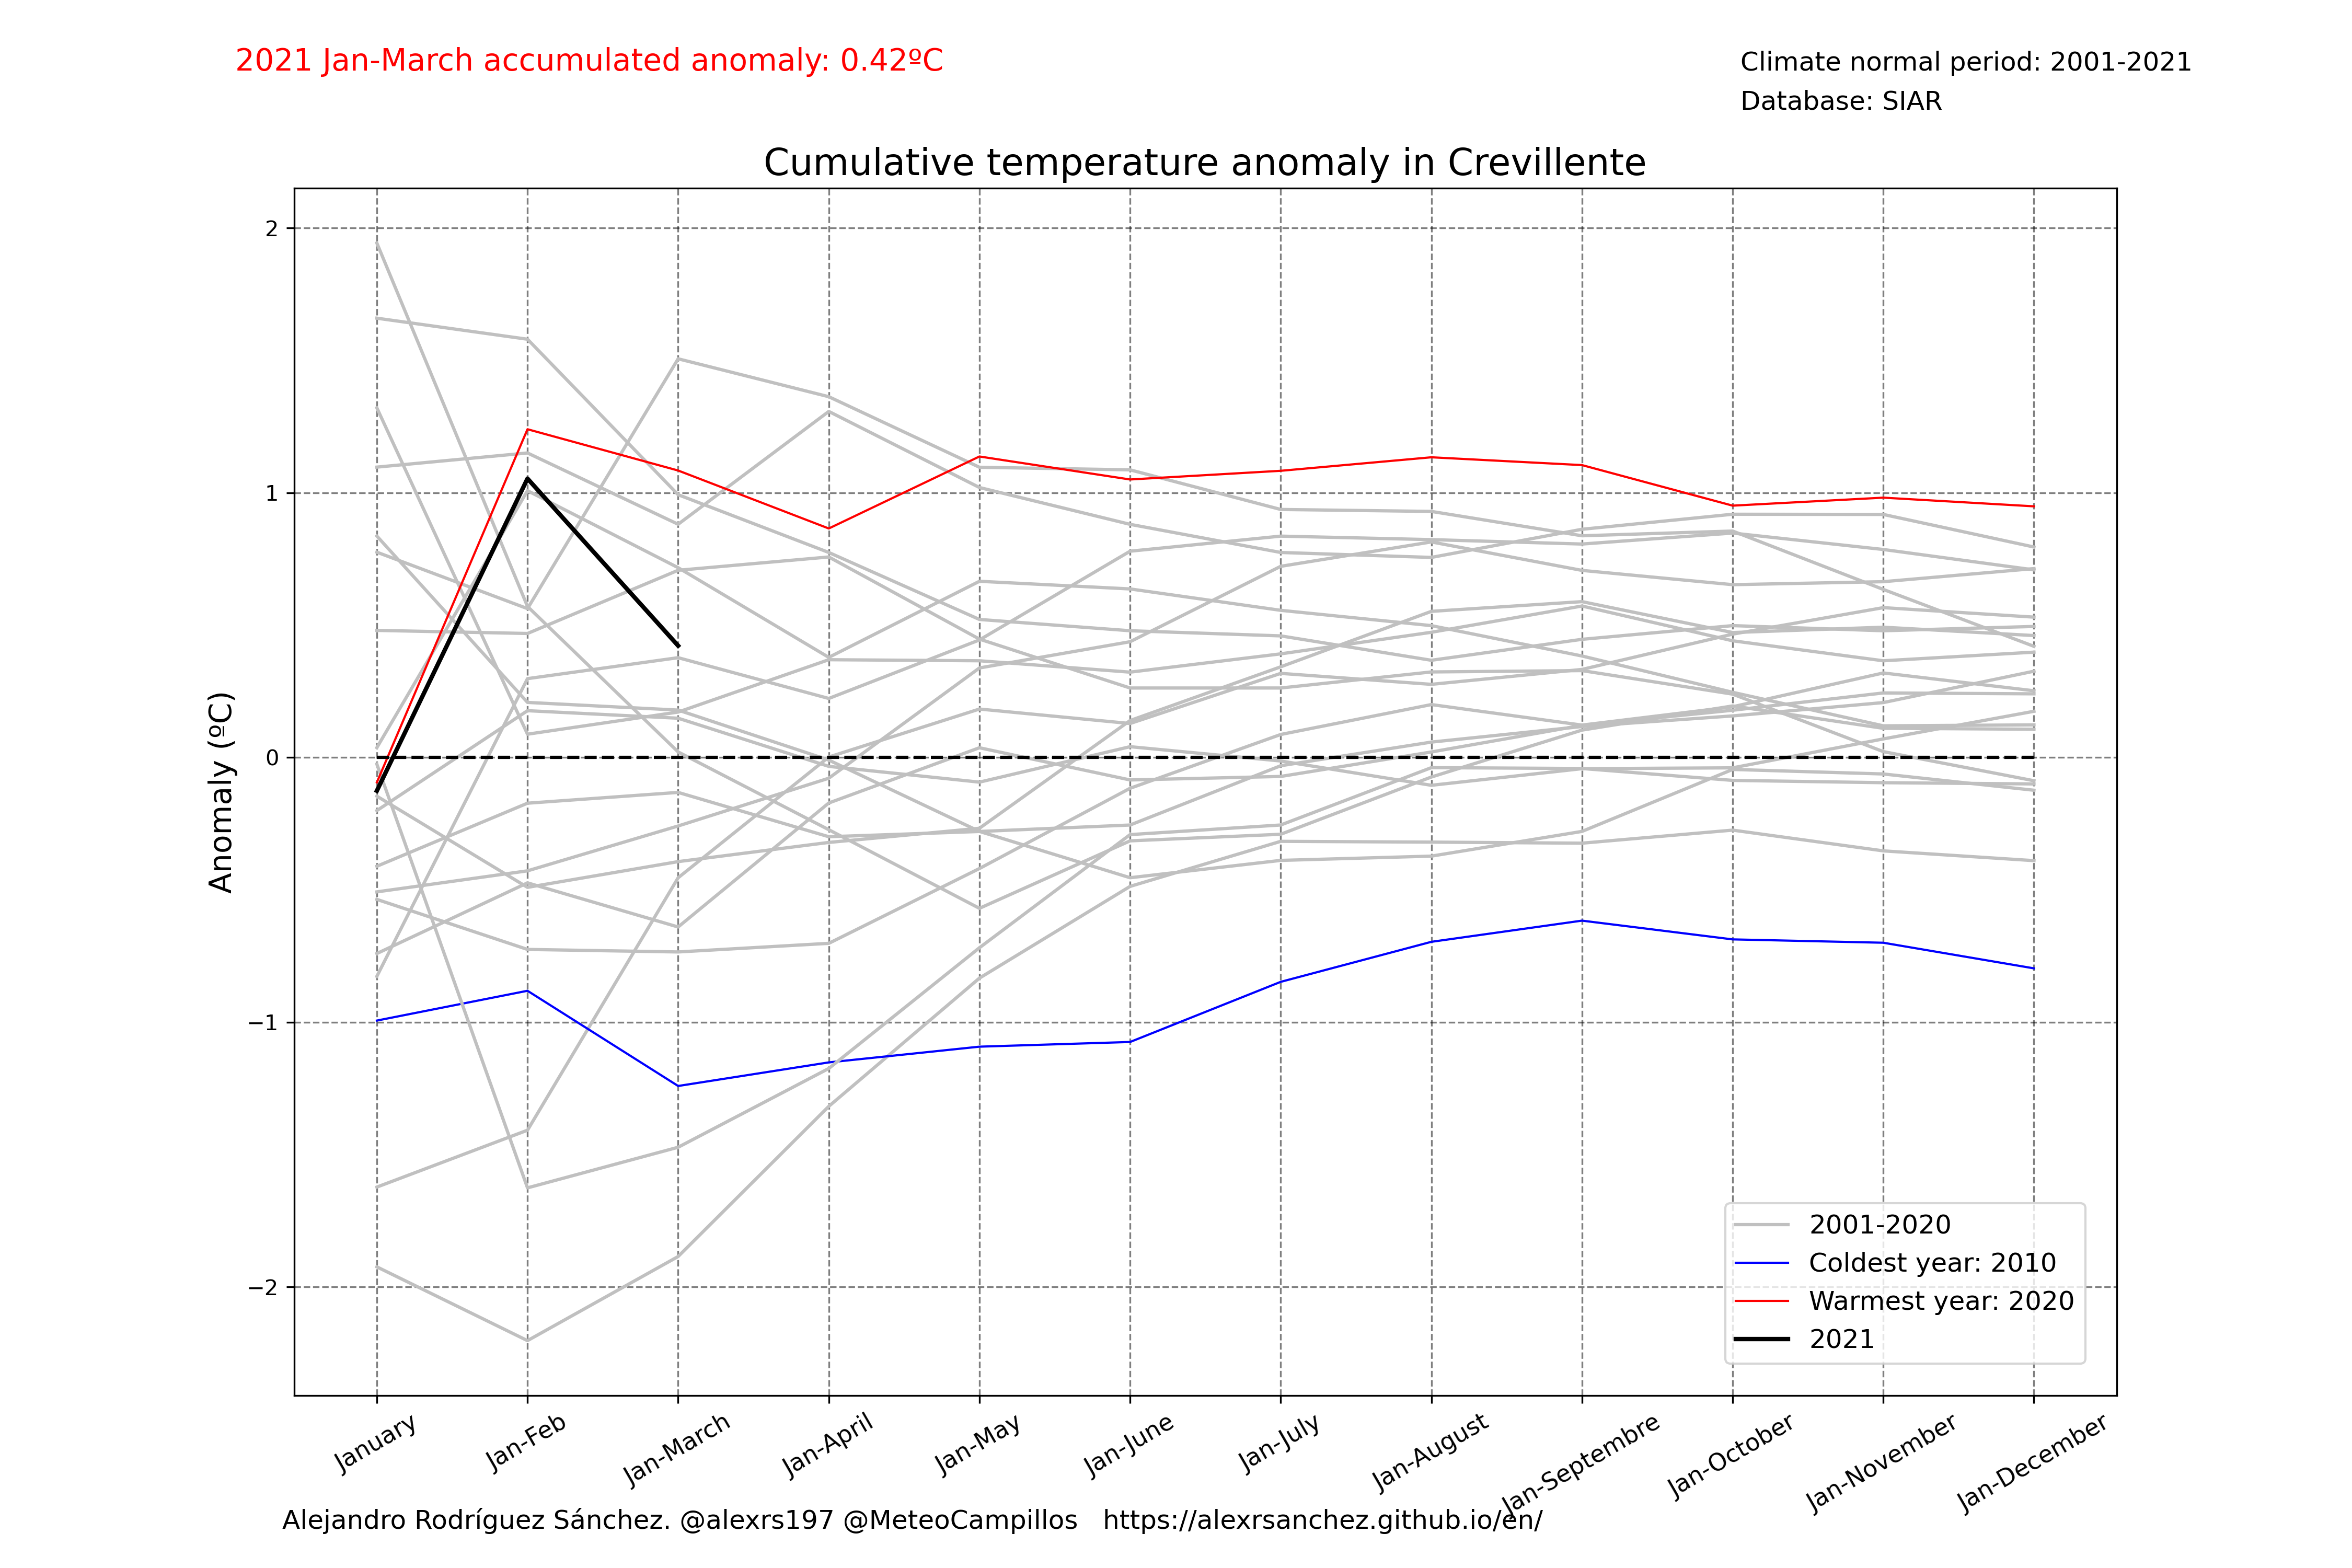 2021 Jan-March accumulated anomaly: 0.42ºC
Climate normal period: 2001-2021
Database: SIAR
Cumulative temperature anomaly in Crevillente
Anomaly (ºC)
2
1
0
−1
−2
January
Jan-Feb
Jan-March
Jan-April
Jan-May
Jan-June
Jan-July
Jan-August
Jan-Septembre
Jan-October
Jan-November
Jan-December
2001-2020
Coldest year: 2010
Warmest year: 2020
2021
Alejandro Rodríguez Sánchez. @alexrs197 @MeteoCampillos https://alexrsanchez.github.io/en/